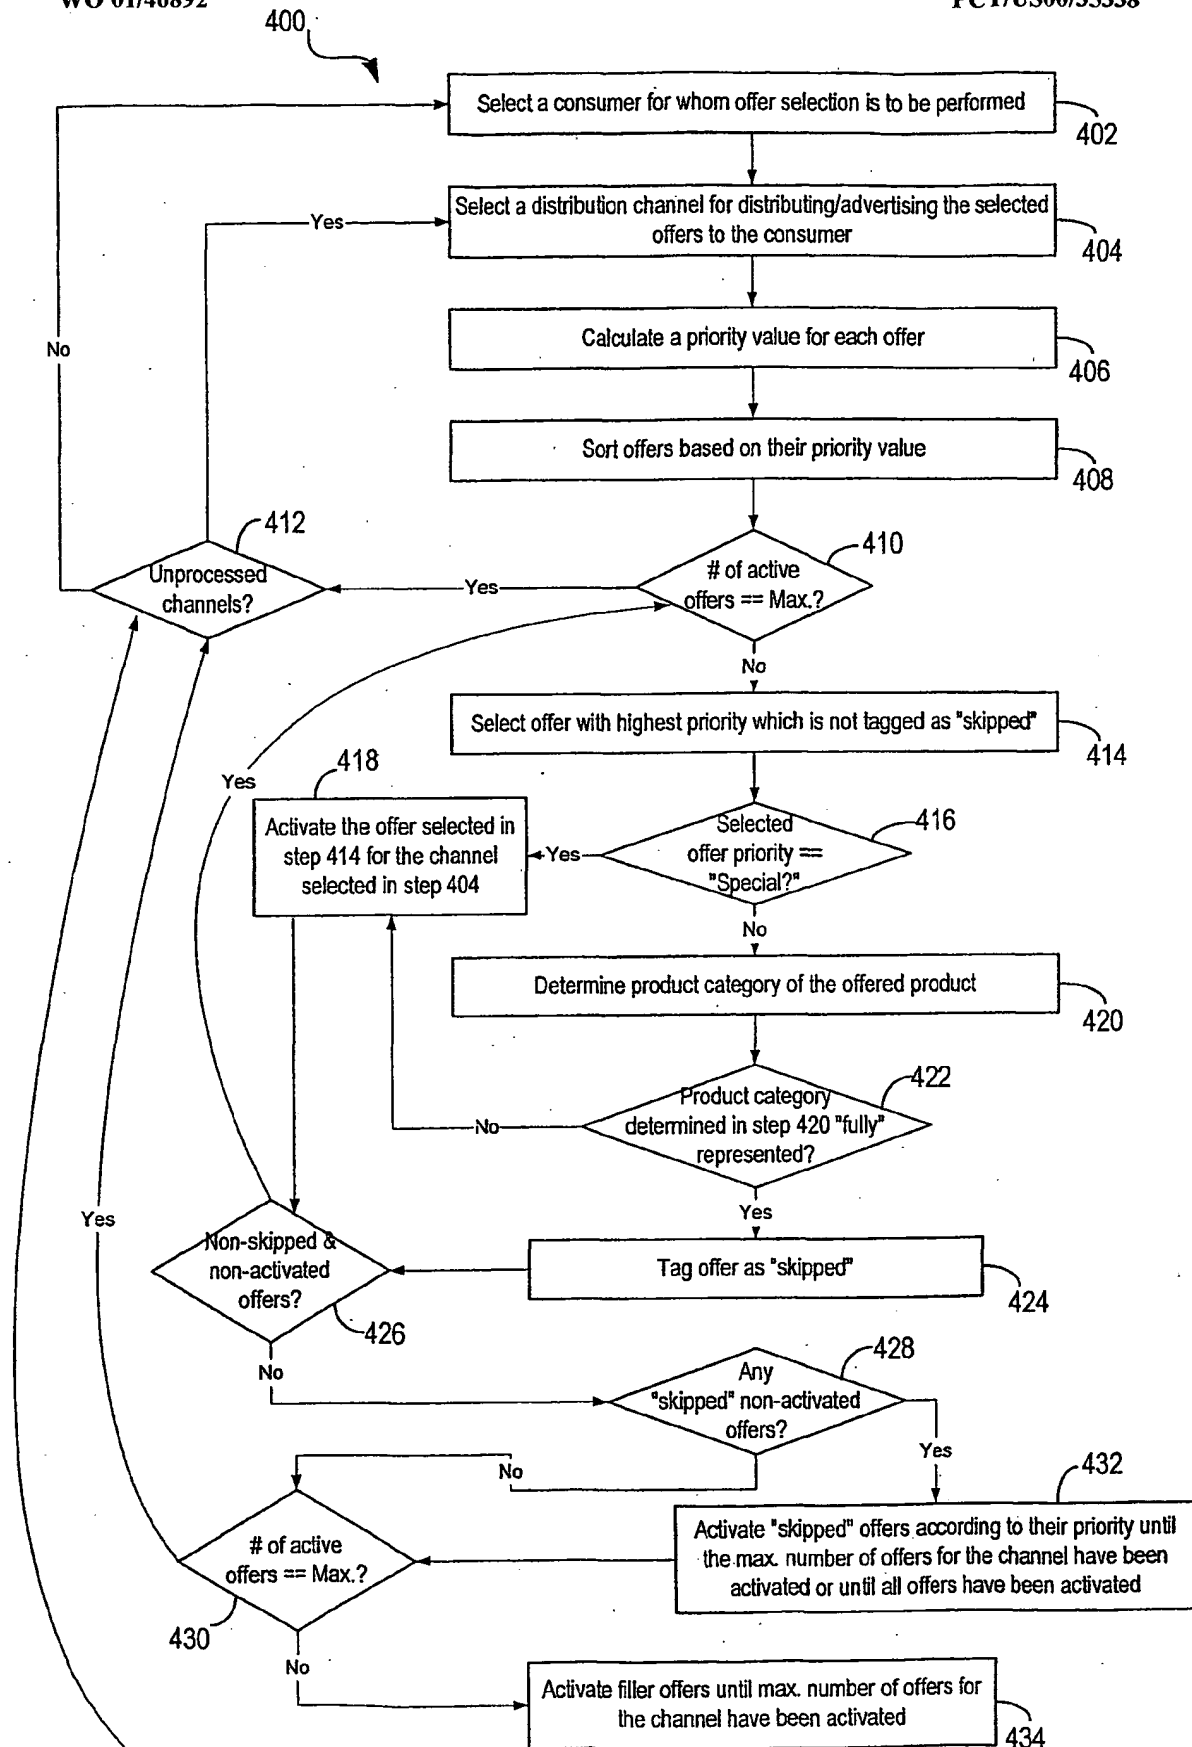 400
Select a consumer for whom offer selection is to be performed
402
Select a distribution channel for distributing/advertising the selected
offers to the consumer
404
Yes
Calculate a priority value for each offer
406
No
Sort offers based on their priority value
408
412
Unprocessed
channels?
Yes
410
# of active
offers == Max.?
No
Select offer with highest priority which is not tagged as "skipped"
414
Yes
418
Activate the offer selected in
step 414 for the channel
selected in step 404
Yes
Selected
offer priority ==
"Special?"
416
No
Determine product category of the offered product
420
Product category
determined in step 420 "fully"
represented?
422
No
Yes
Yes
Non-skipped &
non-activated
offers?
426
Tag offer as "skipped"
424
No
Any
"skipped" non-activated
offers?
428
No
Yes
432
# of active
offers == Max.?
430
Activate "skipped" offers according to their priority until
the max. number of offers for the channel have been
activated or until all offers have been activated
No
Activate filler offers until max. number of offers for
the channel have been activated
434